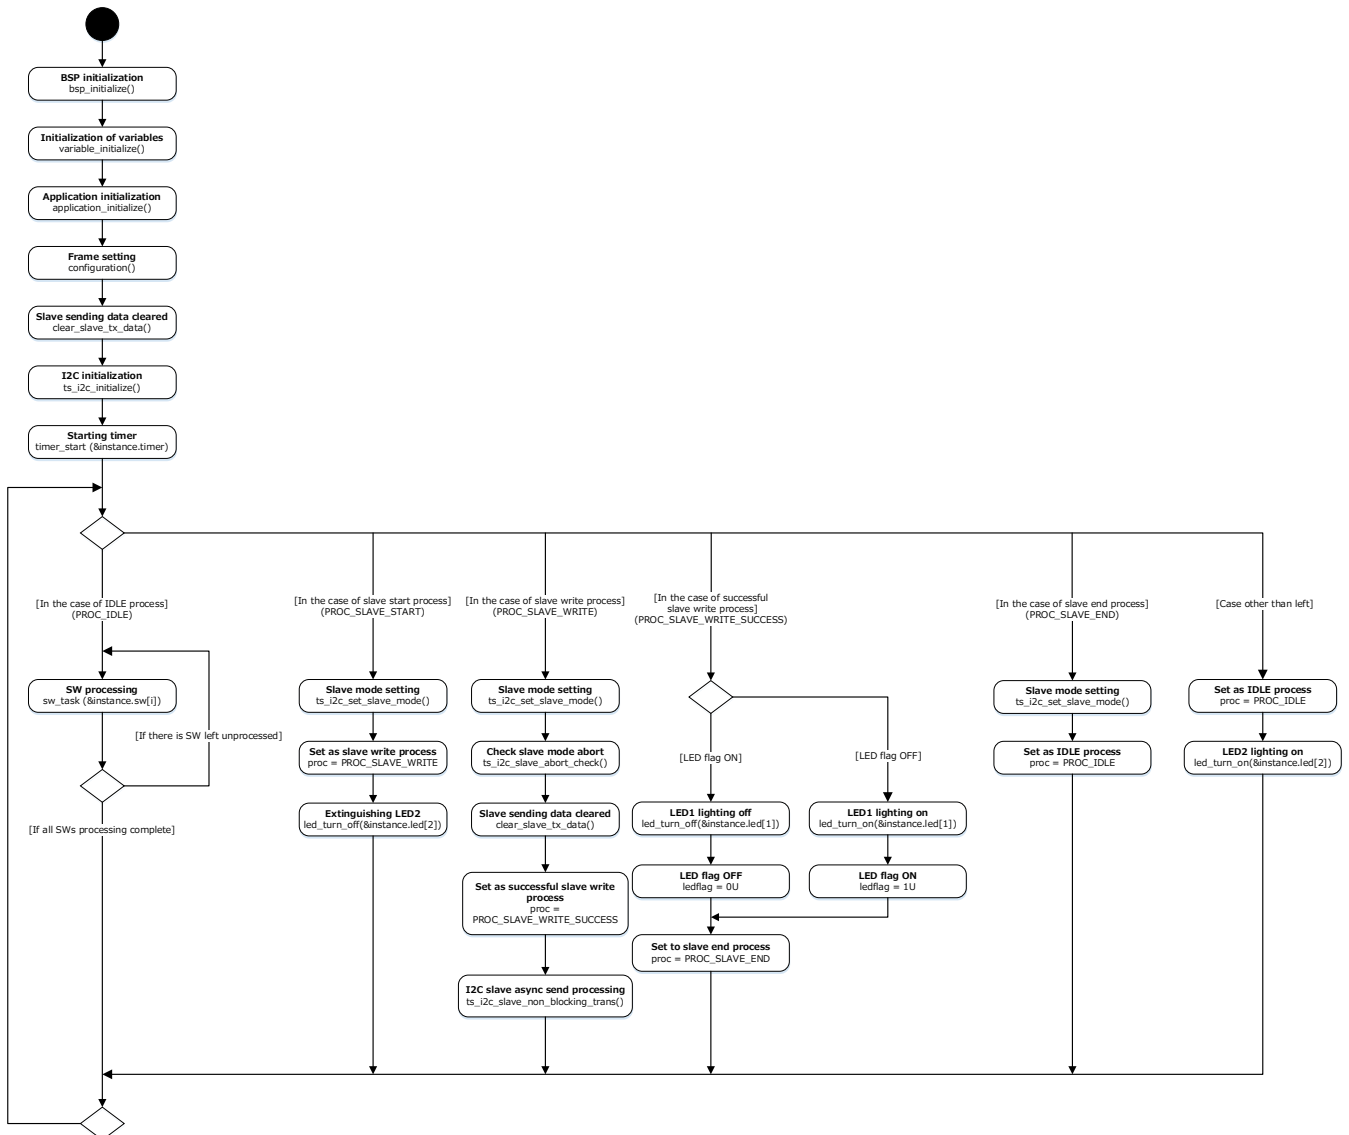 BSP initialization
bsp_initialize()
Initialization of variables
variable_initialize()
Application initialization
application_initialize()
Frame setting
configuration()
Slave sending data cleared
clear_slave_tx_data()
I2C initialization
ts_i2c_initialize()
Starting timer
timer_start (&instance.timer)
[In the case of IDLE process]
(PROC_IDLE)
SW processing
sw_task (&instance.sw[i])
[If there is SW left unprocessed]
[If all SWs processing complete]
[In the case of slave start process]
(PROC_SLAVE_START)
Slave mode setting
ts_i2c_set_slave_mode()
Set as slave write process
proc = PROC_SLAVE_WRITE
Extinguishing LED2
led_turn_off(&instance.led[2])
[In the case of slave write process]
(PROC_SLAVE_WRITE)
Slave mode setting
ts_i2c_set_slave_mode()
Check slave mode abort
ts_i2c_slave_abort_check()
Slave sending data cleared
clear_slave_tx_data()
Set as successful slave write
process
proc =
PROC_SLAVE_WRITE_SUCCESS
I2C slave async send processing
ts_i2c_slave_non_blocking_trans()
[In the case of successful
slave write process]
(PROC_SLAVE_WRITE_SUCCESS)
[LED flag ON]
[LED flag OFF]
LED1 lighting off
led_turn_off(&instance.led[1])
LED1 lighting on
led_turn_on(&instance.led[1])
LED flag OFF
ledflag = 0U
LED flag ON
ledflag = 1U
Set to slave end process
proc = PROC_SLAVE_END
[In the case of slave end process]
(PROC_SLAVE_END)
Slave mode setting
ts_i2c_set_slave_mode()
Set as IDLE process
proc = PROC_IDLE
[Case other than left]
Set as IDLE process
proc = PROC_IDLE
LED2 lighting on
led_turn_on(&instance.led[2])